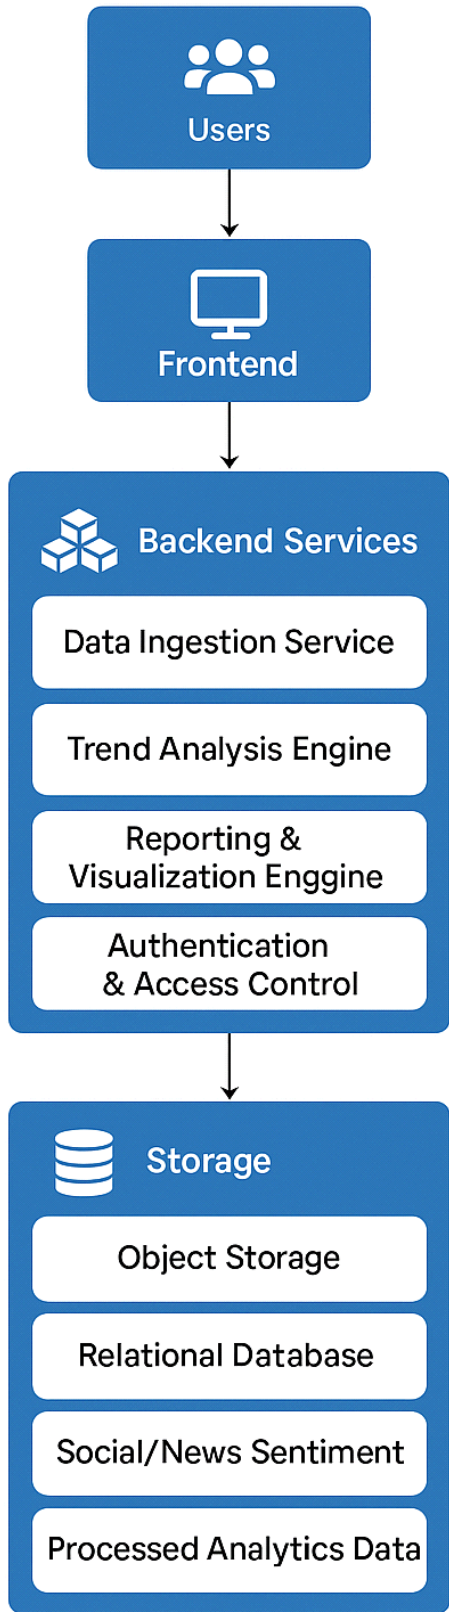 Users
Frontend
Backend Services
Data Ingestion Service
Trend Analysis Engine
Reporting &
Visualization Enggine
Authentication
& Access Control
Storage
Object Storage
Relational Database
Social/News Sentiment
Processed Analytics Data